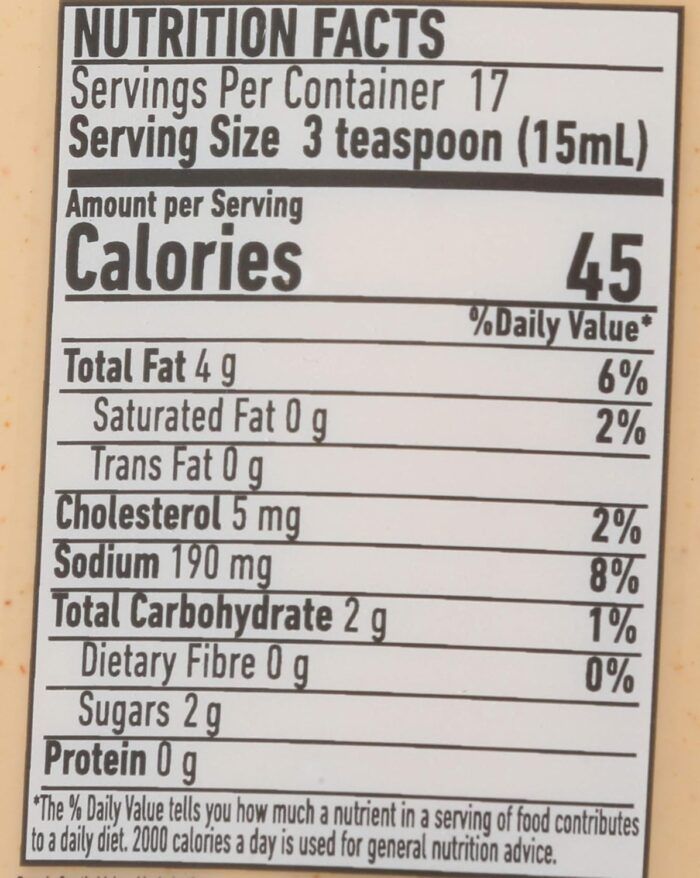 NUTRITION FACTS
Servings Per Container 17
Serving Size 3 teaspoon (15mL)
Amount per Serving
Calories 45
%Daily Value*
Total Fat 4 g 6%
Saturated Fat 0 g 2%
Trans Fat 0 g
Cholesterol 5 mg 2%
Sodium 190 mg 8%
Total Carbohydrate 2 g 1%
Dietary Fibre 0 g 0%
Sugars 2 g
Protein 0 g
*The % Daily Value tells you how much a nutrient in a serving of food contributes
to a daily diet. 2000 calories a day is used for general nutrition advice.